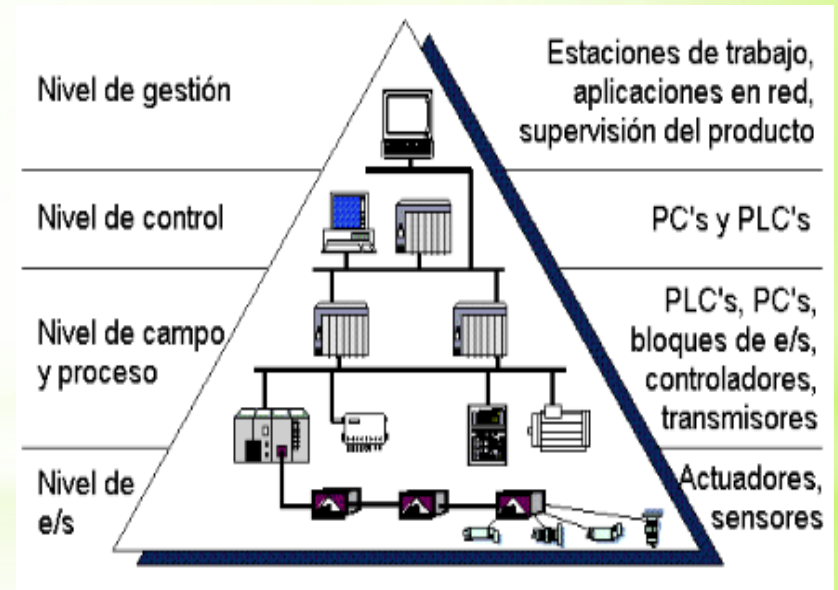 Nivel de gestión
Estaciones de trabajo,
aplicaciones en red,
supervisión del producto
Nivel de control
PC's y PLC's
Nivel de campo
y proceso
PLC's, PC's,
bloques de e/s,
controladores,
transmisores
Nivel de
e/s
Actuadores,
sensores